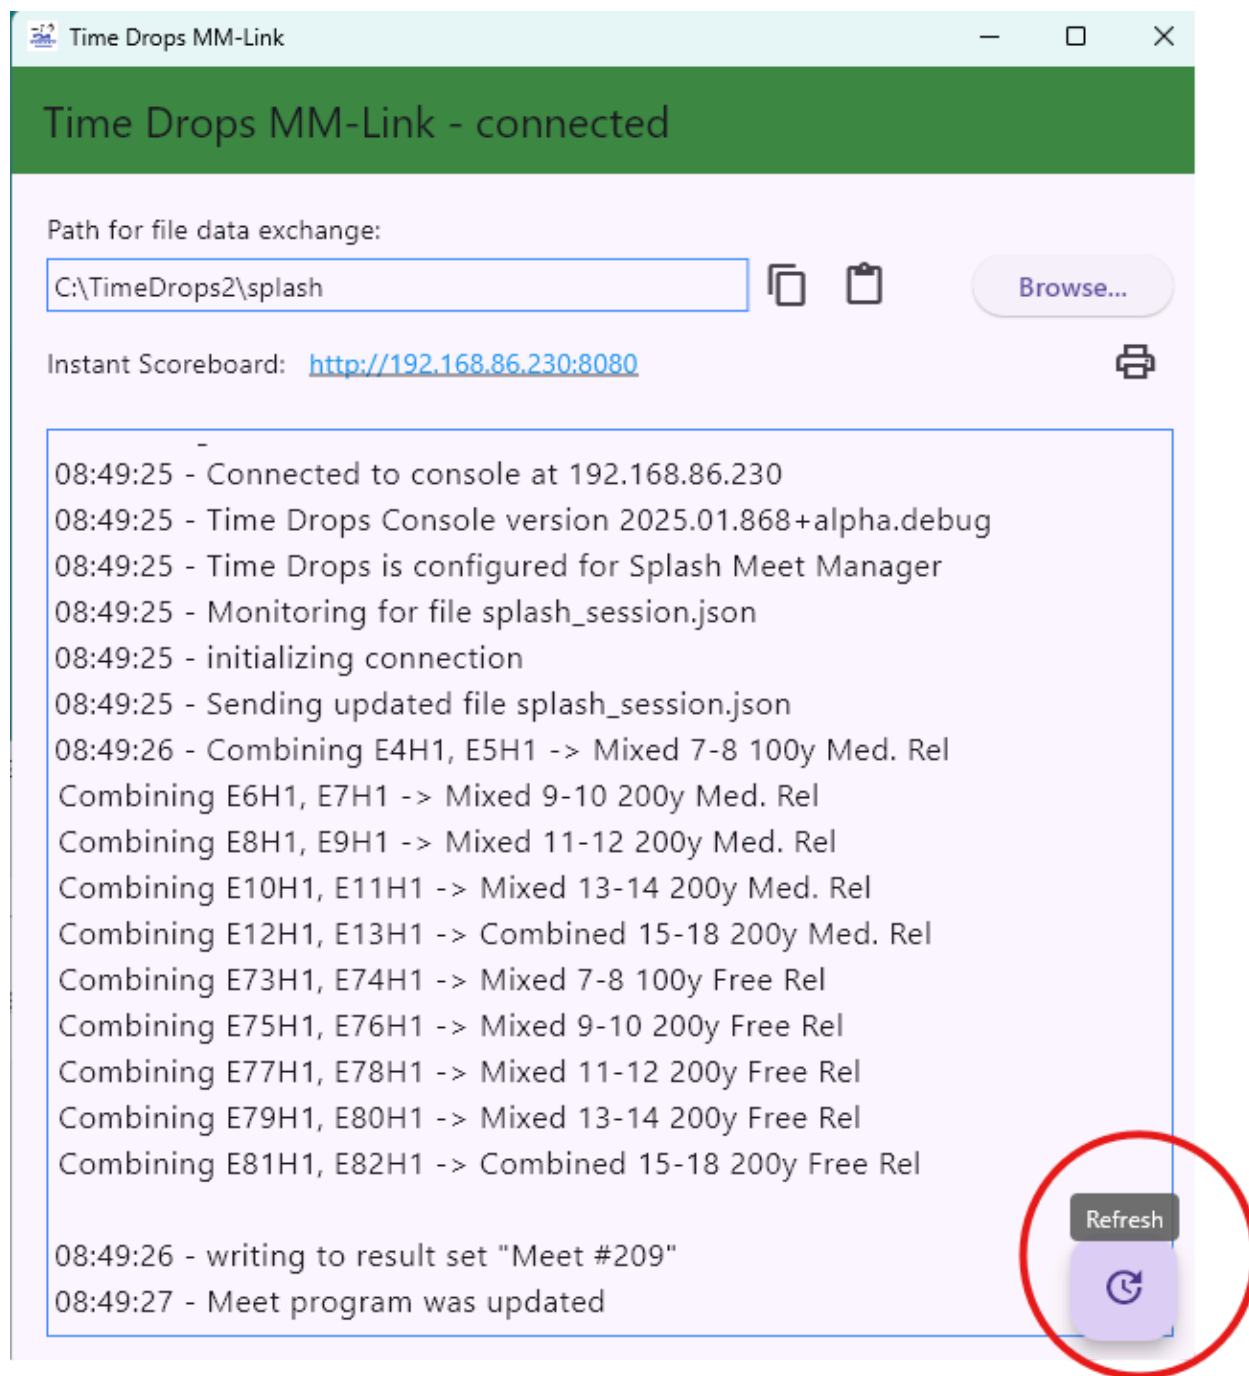 Time Drops MM-Link
Time Drops MM-Link - connected
Path for file data exchange:
C:\TimeDrops2\splash
Browse...
Instant Scoreboard: http://192.168.86.230:8080
08:49:25 - Connected to console at 192.168.86.230
08:49:25 - Time Drops Console version 2025.01.868+alpha.debug
08:49:25 - Time Drops is configured for Splash Meet Manager
08:49:25 - Monitoring for file splash_session.json
08:49:25 - initializing connection
08:49:25 - Sending updated file splash_session.json
08:49:26 - Combining E4H1, E5H1 -> Mixed 7-8 100y Med. Rel
Combining E6H1, E7H1 -> Mixed 9-10 200y Med. Rel
Combining E8H1, E9H1 -> Mixed 11-12 200y Med. Rel
Combining E10H1, E11H1 -> Mixed 13-14 200y Med. Rel
Combining E12H1, E13H1 -> Combined 15-18 200y Med. Rel
Combining E73H1, E74H1 -> Mixed 7-8 100y Free Rel
Combining E75H1, E76H1 -> Mixed 9-10 200y Free Rel
Combining E77H1, E78H1 -> Mixed 11-12 200y Free Rel
Combining E79H1, E80H1 -> Mixed 13-14 200y Free Rel
Combining E81H1, E82H1 -> Combined 15-18 200y Free Rel
Refresh
08:49:26 - writing to result set "Meet #209"
08:49:27 - Meet program was updated